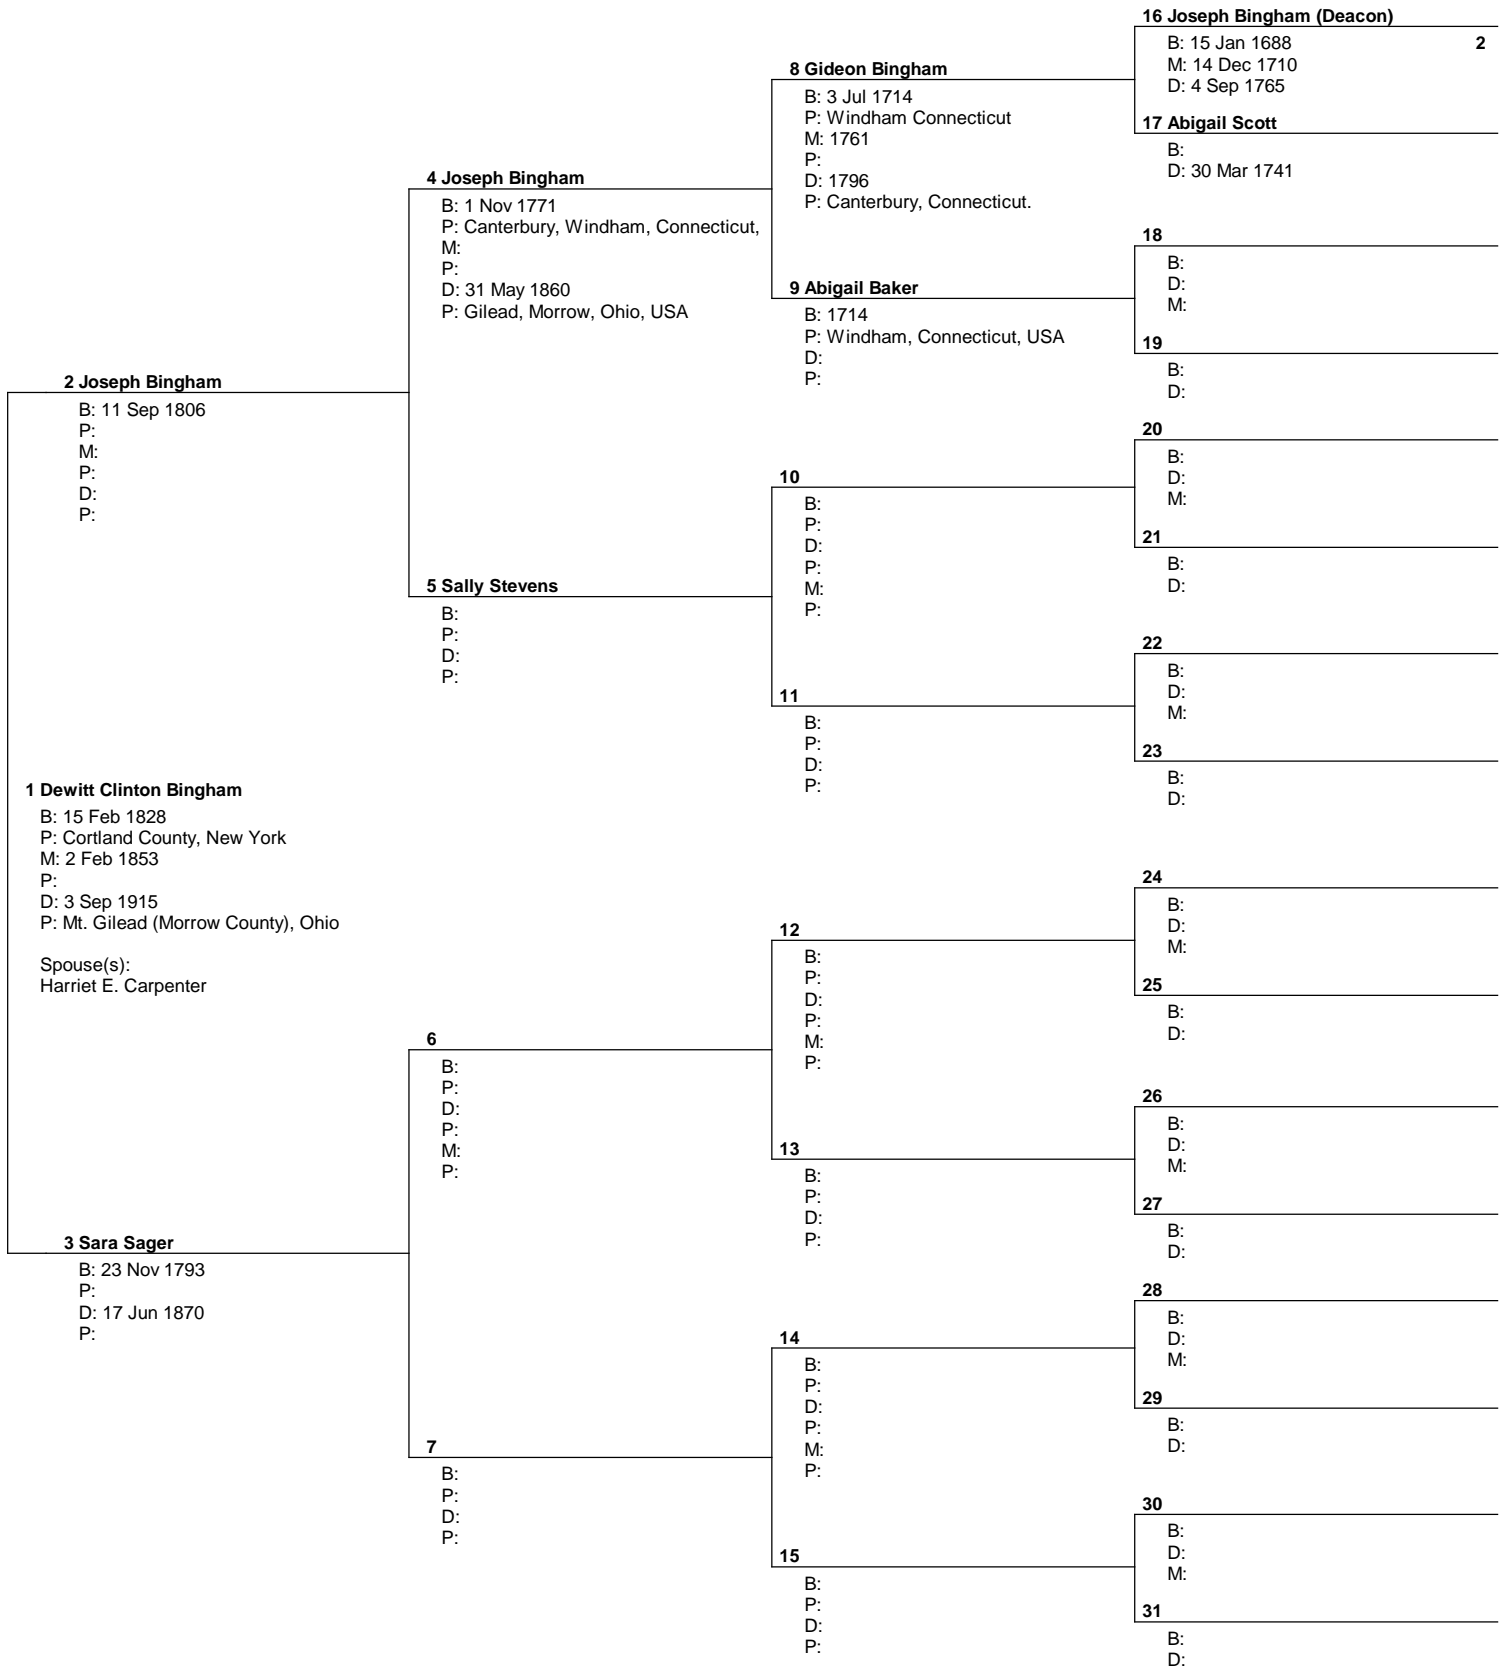 1 Dewitt Clinton Bingham
B: 15 Feb 1828
P: Cortland County, New York
M: 2 Feb 1853
P:
D: 3 Sep 1915
P: Mt. Gilead (Morrow County), Ohio
Spouse(s):
Harriet E. Carpenter
2 Joseph Bingham
B: 11 Sep 1806
P:
M:
P:
D:
P:
3 Sara Sager
B: 23 Nov 1793
P:
D: 17 Jun 1870
P:
4 Joseph Bingham
B: 1 Nov 1771
P: Canterbury, Windham, Connecticut,
M:
P:
D: 31 May 1860
P: Gilead, Morrow, Ohio, USA
5 Sally Stevens
B:
P:
D:
P:
6
B:
P:
D:
P:
M:
P:
7
B:
P:
D:
P:
8 Gideon Bingham
B: 3 Jul 1714
P: Windham Connecticut
M: 1761
P:
D: 1796
P: Canterbury, Connecticut.
9 Abigail Baker
B: 1714
P: Windham, Connecticut, USA
D:
P:
10
B:
P:
D:
P:
M:
P:
11
B:
P:
D:
P:
12
B:
P:
D:
P:
M:
P:
13
B:
P:
D:
P:
14
B:
P:
D:
P:
M:
P:
15
B:
P:
D:
P:
16 Joseph Bingham (Deacon)
B: 15 Jan 1688 2
M: 14 Dec 1710
D: 4 Sep 1765
17 Abigail Scott
B:
D: 30 Mar 1741
18
B:
D:
M:
19
B:
D:
20
B:
D:
M:
21
B:
D:
22
B:
D:
M:
23
B:
D:
24
B:
D:
M:
25
B:
D:
26
B:
D:
M:
27
B:
D:
28
B:
D:
M:
29
B:
D:
30
B:
D:
M:
31
B:
D: